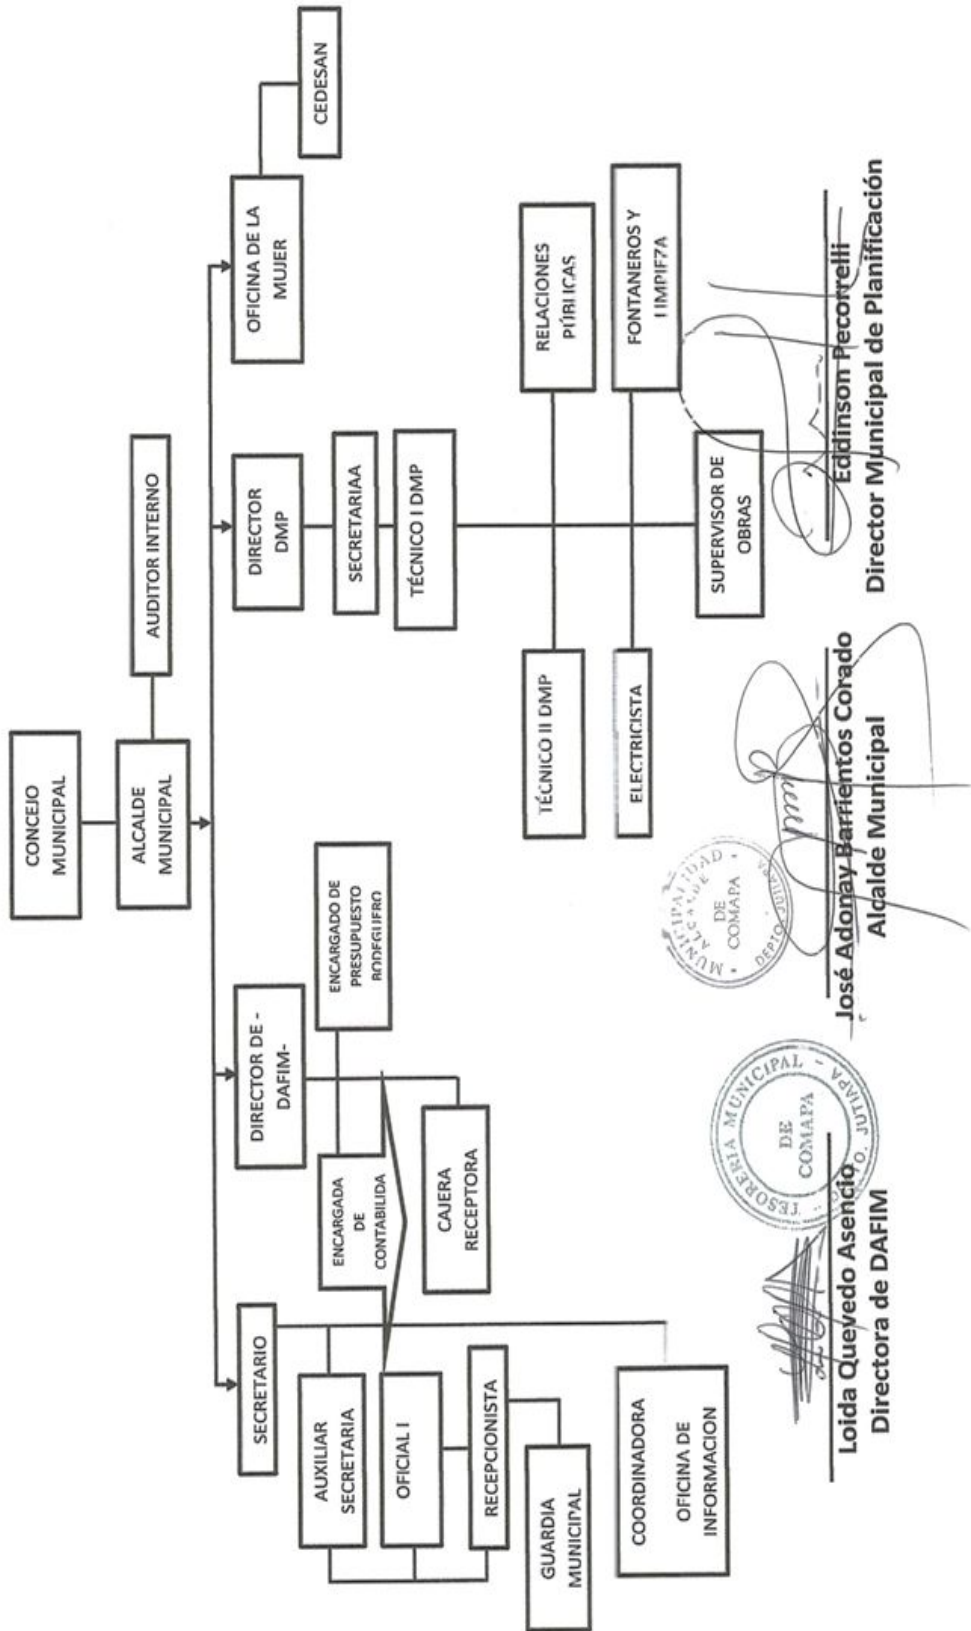 CONCEJO
MUNICIPAL
ALCALDE
MUNICIPAL
AUDITOR INTERNO
SECRETARIO
DIRECTOR DE -
DAFIM-
DIRECTOR
DMP
OFICINA DE LA
MUJER
CEDESAN
AUXILIAR
SECRETARIA
OFICIAL I
RECEPCIONISTA
GUARDIA
MUNICIPAL
COORDINADORA
OFICINA DE
INFORMACION
ENCARGADA
DE
CONTABILIDA
ENCARGADO DE
PRESUPUESTO
BODEGUERO
CAJERA
RECEPTORA
SECRETARIAA
TÉCNICO I DMP
TÉCNICO II DMP
RELACIONES
PÚBLICAS
ELECTRICISTA
FONTANEROS Y
LIMPIEZA
SUPERVISOR DE
OBRAS
TESORERIA MUNICIPAL -
DE
COMAPA
DEPTO. JUTIAPA
MUNICIPALIDAD
ALCALDE
DE
COMAPA
DEPTO. JUTIAPA
Loida Quevedo Asencio
Directora de DAFIM
José Adonay Barrientos Corado
Alcalde Municipal
Eddinson Pecorrelli
Director Municipal de Planificación